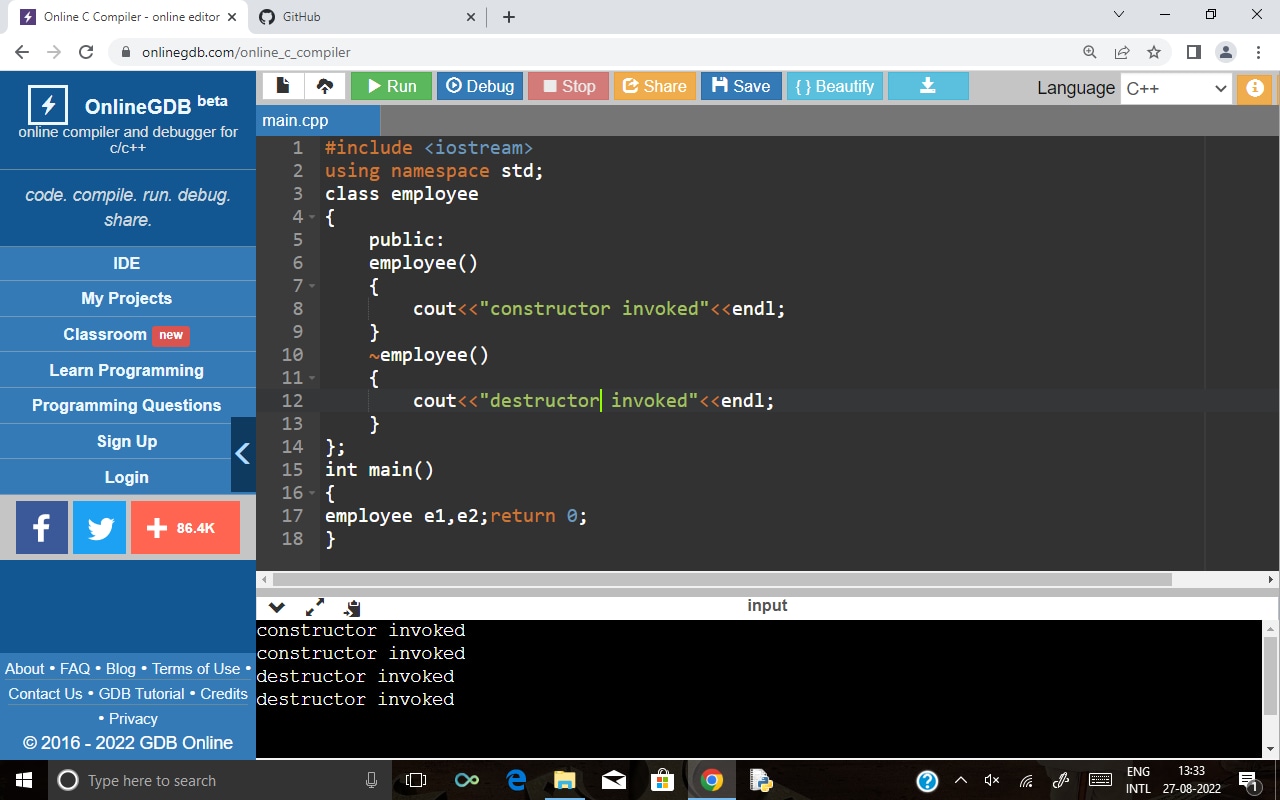 Online C Compiler - online editor
GitHub
onlinegdb.com/online_c_compiler
OnlineGDB beta
online compiler and debugger for
c/c++
code. compile. run. debug.
share.
IDE
My Projects
Classroom new
Learn Programming
Programming Questions
Sign Up
Login
86.4K
About • FAQ • Blog • Terms of Use •
Contact Us • GDB Tutorial • Credits
• Privacy
© 2016 - 2022 GDB Online
Run Debug Stop Share Save { } Beautify
Language C++
main.cpp
1 #include <iostream>
2 using namespace std;
3 class employee
4 {
5 public:
6 employee()
7 {
8 cout<<"constructor invoked"<<endl;
9 }
10 ~employee()
11 {
12 cout<<"destructor invoked"<<endl;
13 }
14 };
15 int main()
16 {
17 employee e1,e2;return 0;
18 }
input
constructor invoked
constructor invoked
destructor invoked
destructor invoked
Type here to search
ENG
INTL
13:33
27-08-2022
1